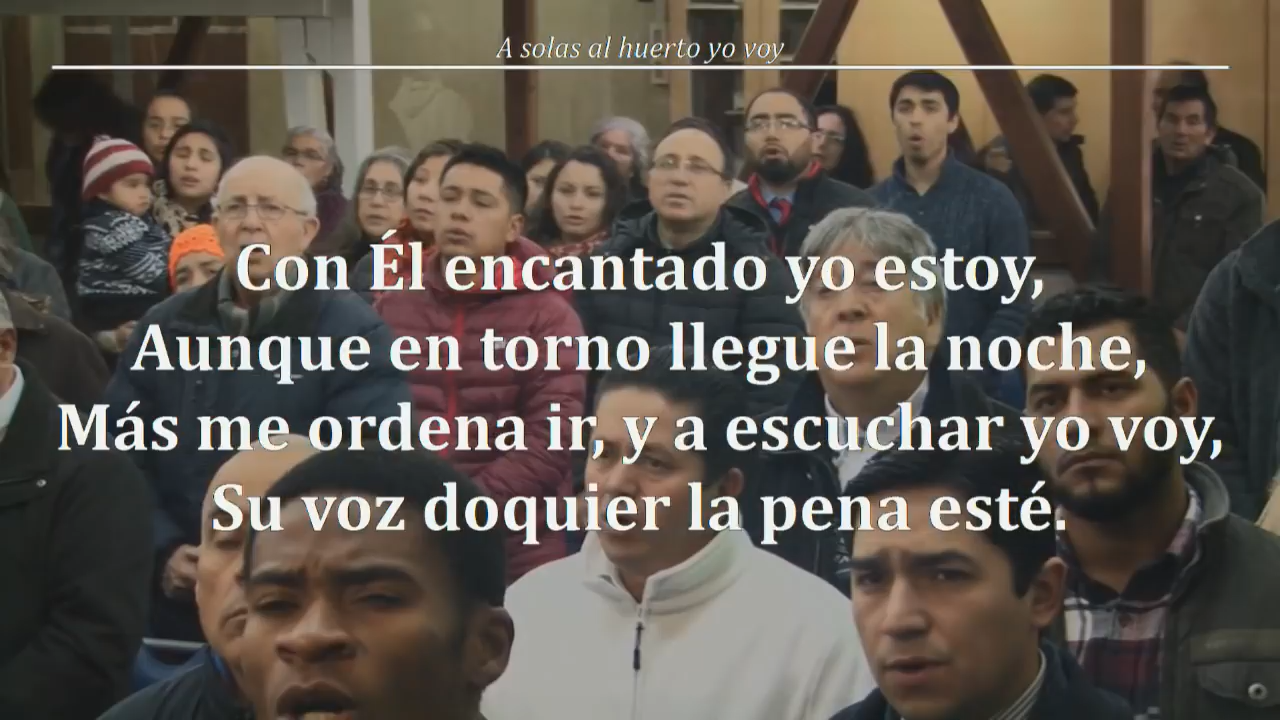 A solas al huerto yo voy
Con Él encantado yo estoy,
Aunque en torno llegue la noche,
Más me ordena ir, y a escuchar yo voy,
Su voz doquier la pena esté.